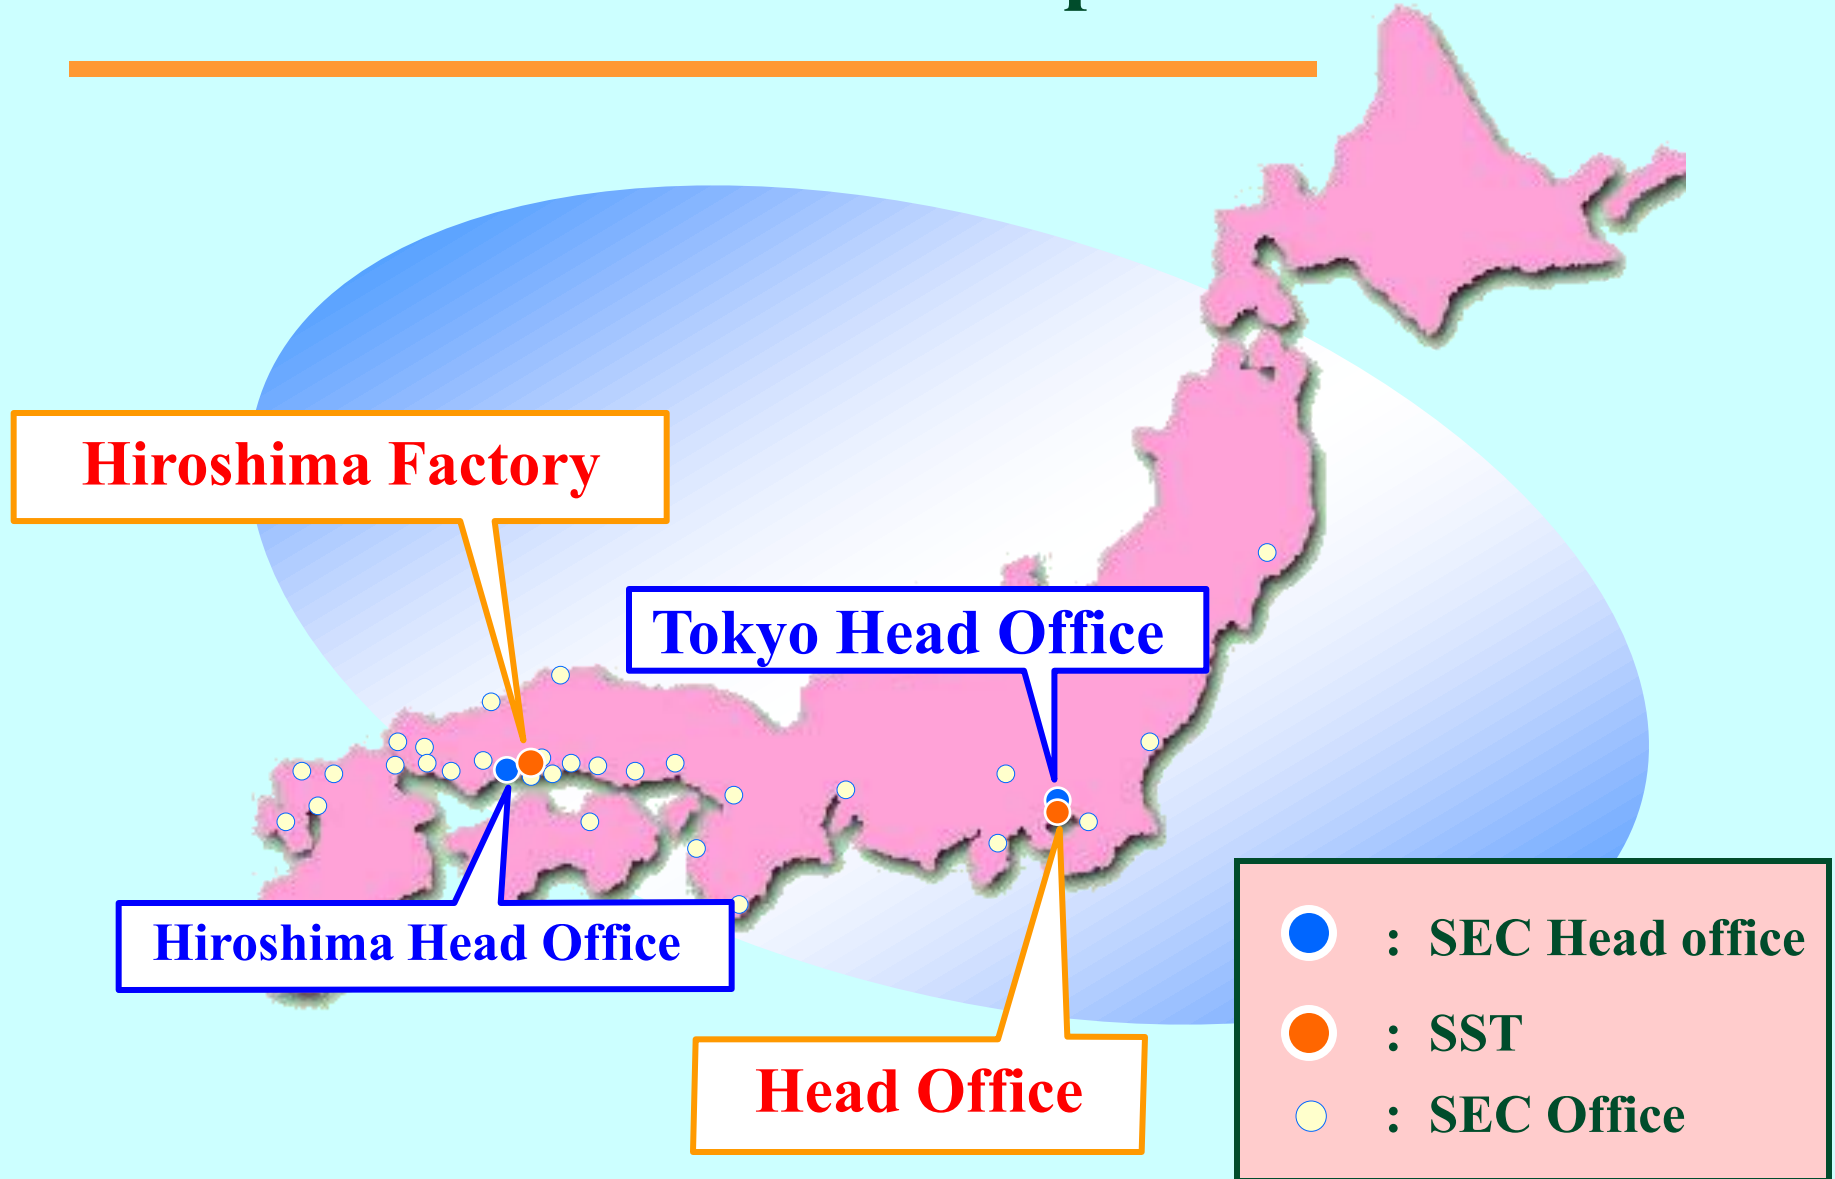 Hiroshima Factory
Tokyo Head Office
Hiroshima Head Office
Head Office
: SEC Head office
: SST
: SEC Office